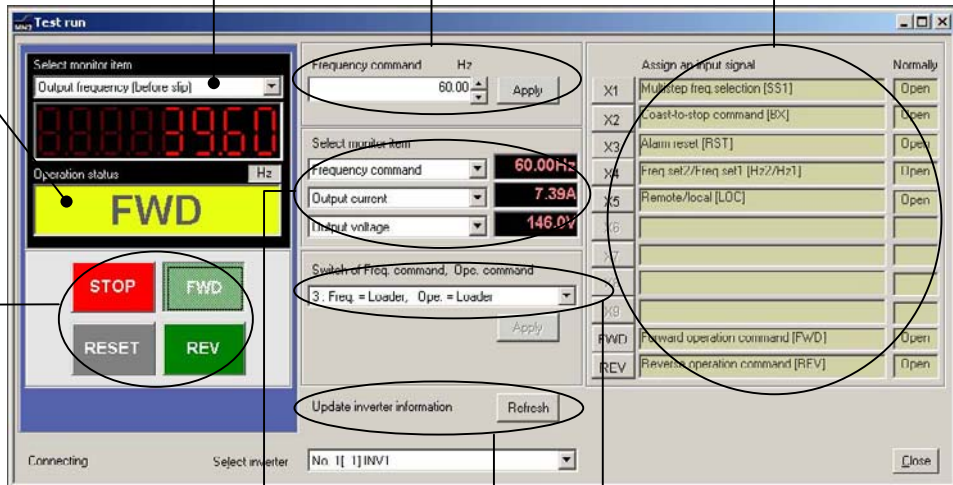 Test run
Select monitor item
Output frequency (before slip)
39.60
Operation status
Hz
FWD
STOP
FWD
RESET
REV
Connecting
Select inverter
No. 1[ 1] INV1
Frequency command Hz
60.00
Apply
Select monitor item
Frequency command
60.00Hz
Output current
7.39A
Output voltage
146.0V
Switch of Freq. command, Ope. command
3 : Freq. = Loader, Ope. = Loader
Apply
Update inverter information
Refresh
Assign an input signal
Normally
X1 Multistep freq. selection [SS1] Open
X2 Coast-to-stop command [BX] Open
X3 Alarm reset [RST] Open
X4 Freq set2/Freq set1 [Hz2/Hz1] Open
X5 Remote/local [LOC] Open
X6
X7
X9
FWD Forward operation command [FWD] Open
REV Reverse operation command [REV] Open
Close